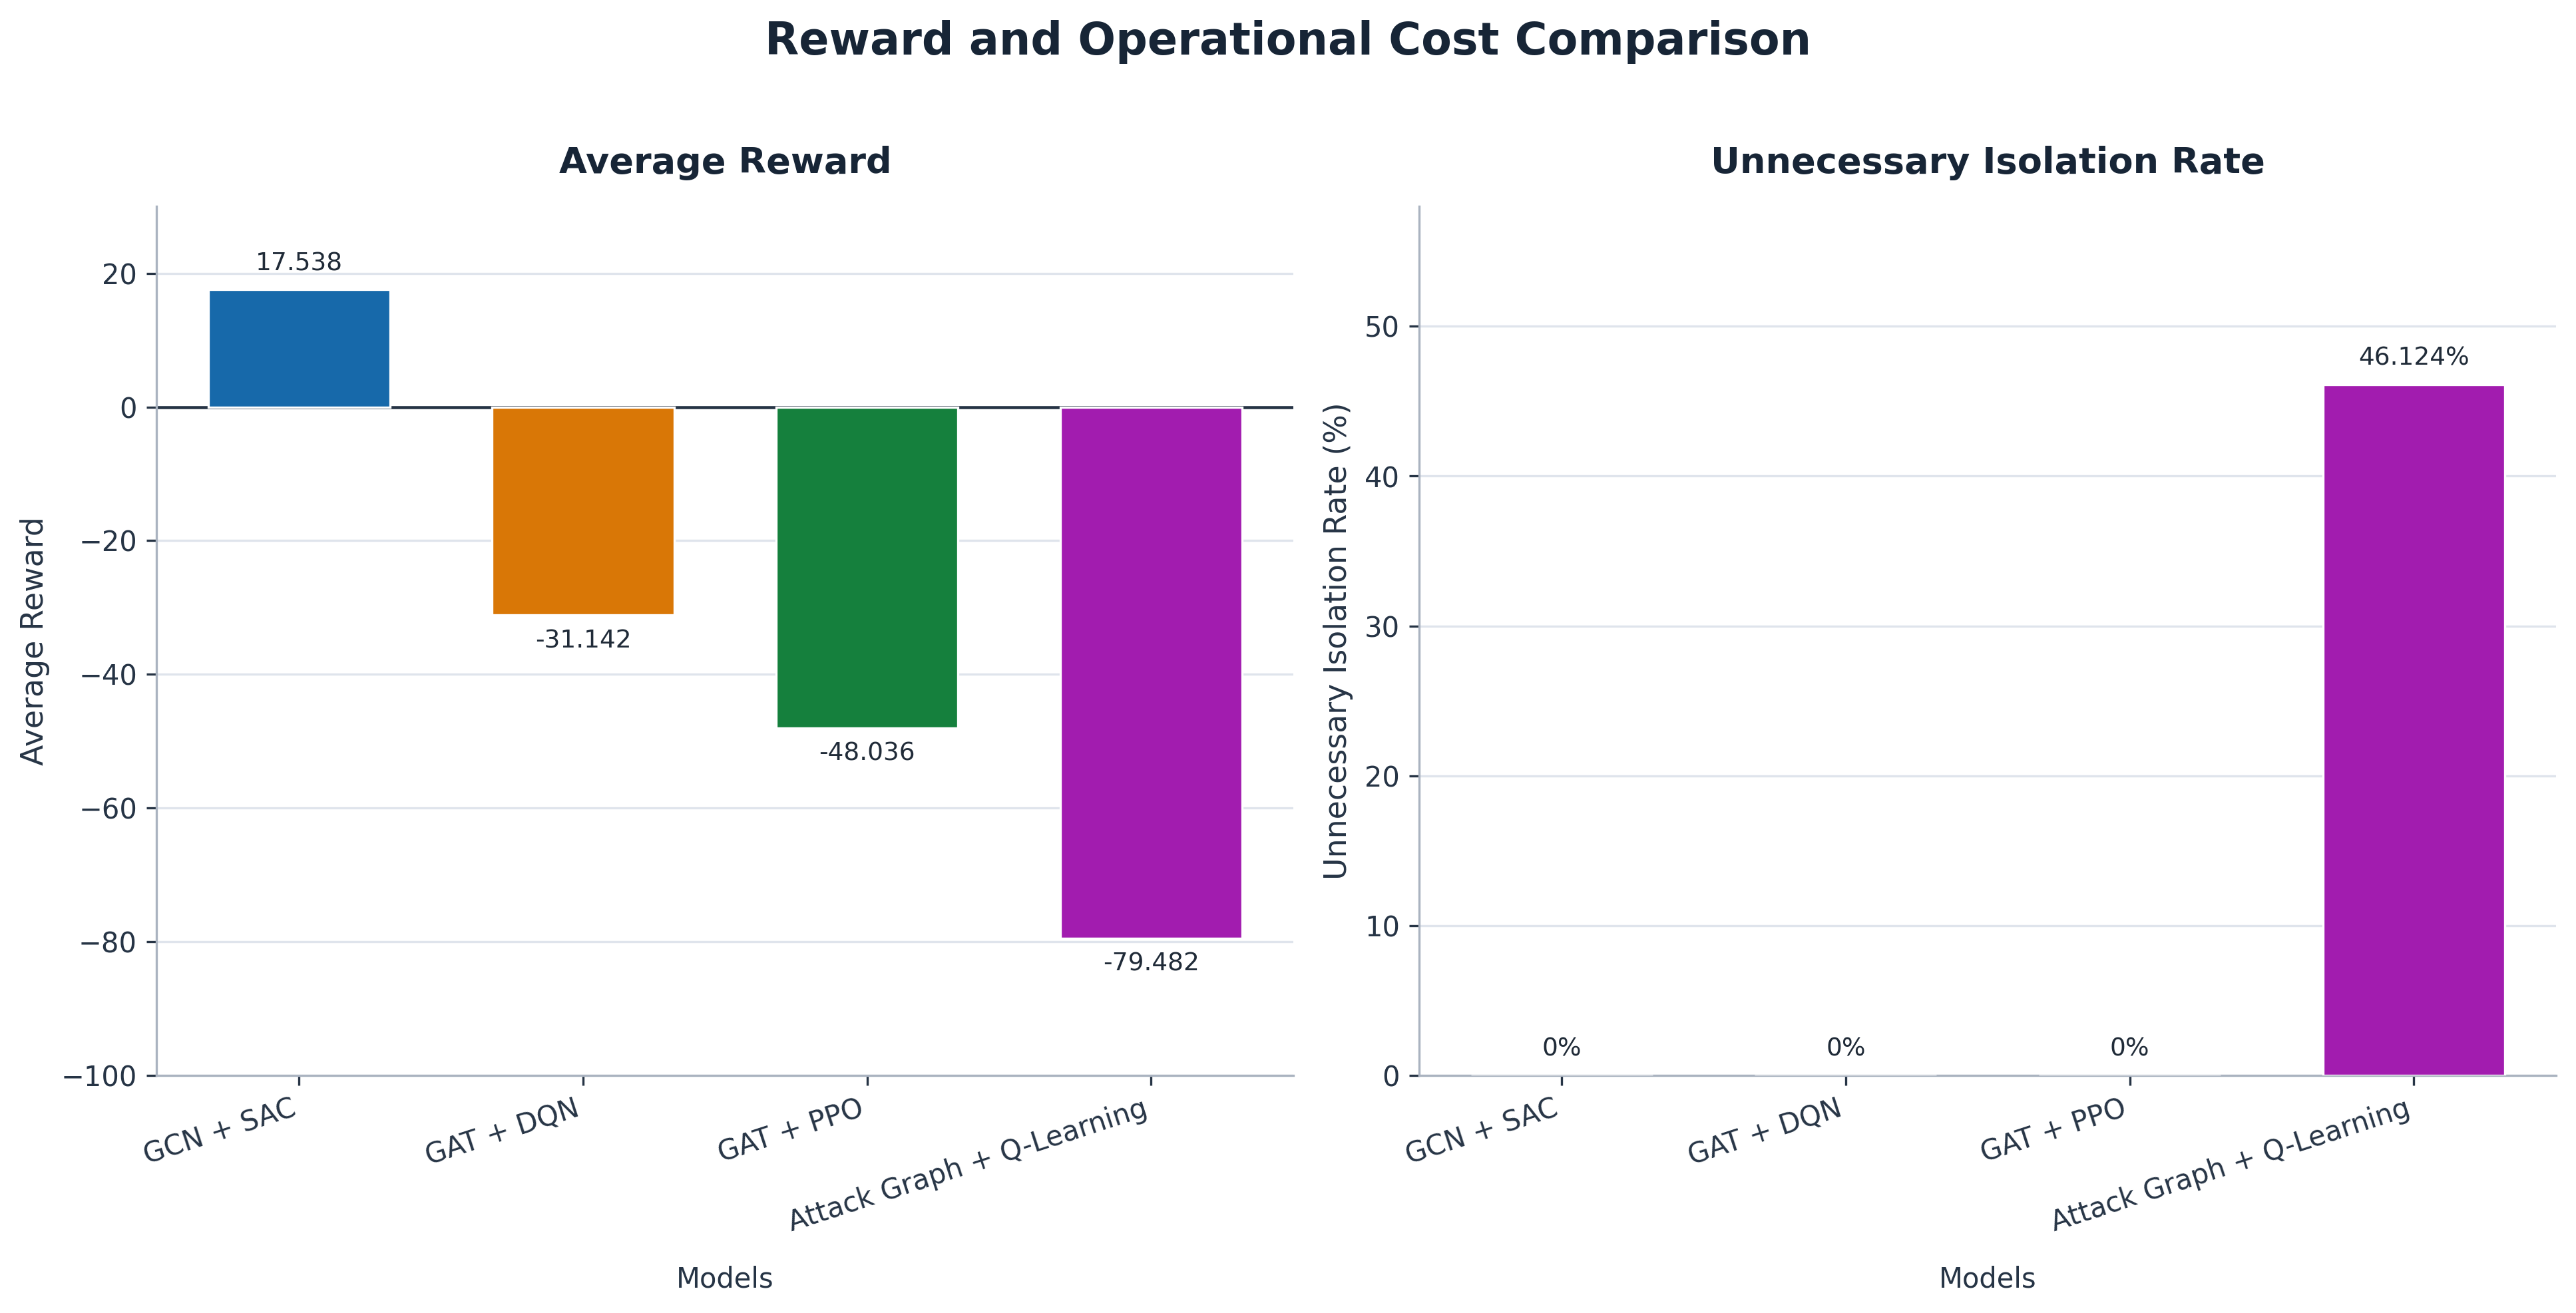 Reward and Operational Cost Comparison
Average Reward
Average Reward
20
0
−20
−40
−60
−80
−100
17.538
-31.142
-48.036
-79.482
GCN + SAC
GAT + DQN
GAT + PPO
Attack Graph + Q-Learning
Models
Unnecessary Isolation Rate
Unnecessary Isolation Rate (%)
50
40
30
20
10
0
0%
0%
0%
46.124%
GCN + SAC
GAT + DQN
GAT + PPO
Attack Graph + Q-Learning
Models